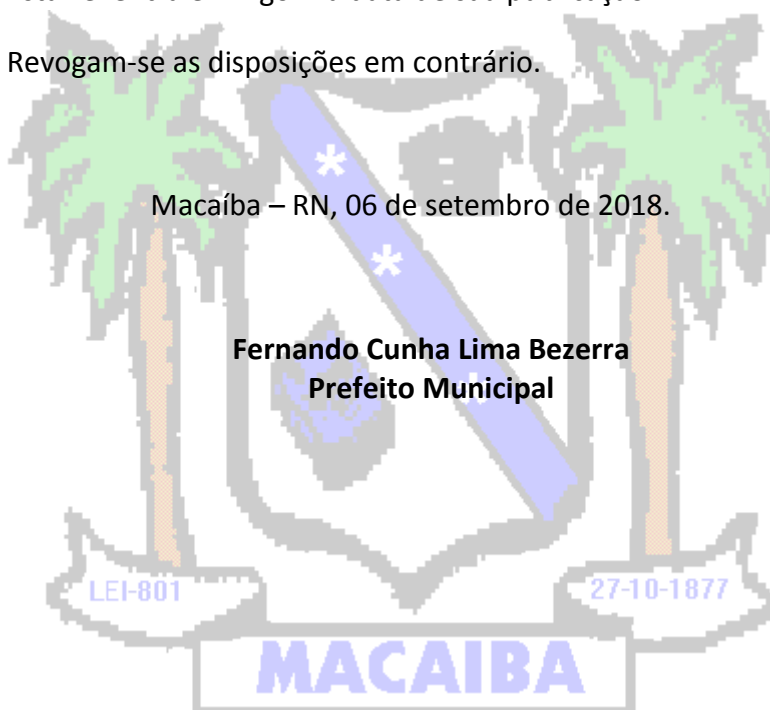 Revogam-se as disposições em contrário.
Macaíba – RN, 06 de setembro de 2018.
Fernando Cunha Lima Bezerra
Prefeito Municipal
LEI-801
27-10-1877
MACAIBA